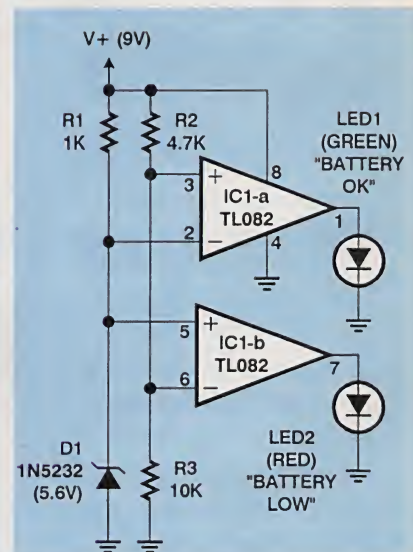 V+ (9V)
R1
1K
R2
4.7K
LED1
(GREEN)
"BATTERY
OK"
3
+
8
IC1-a
TL082
1
2
−
4
5
+
IC1-b
TL082
7
6
−
D1
1N5232
(5.6V)
R3
10K
LED2
(RED)
"BATTERY
LOW"